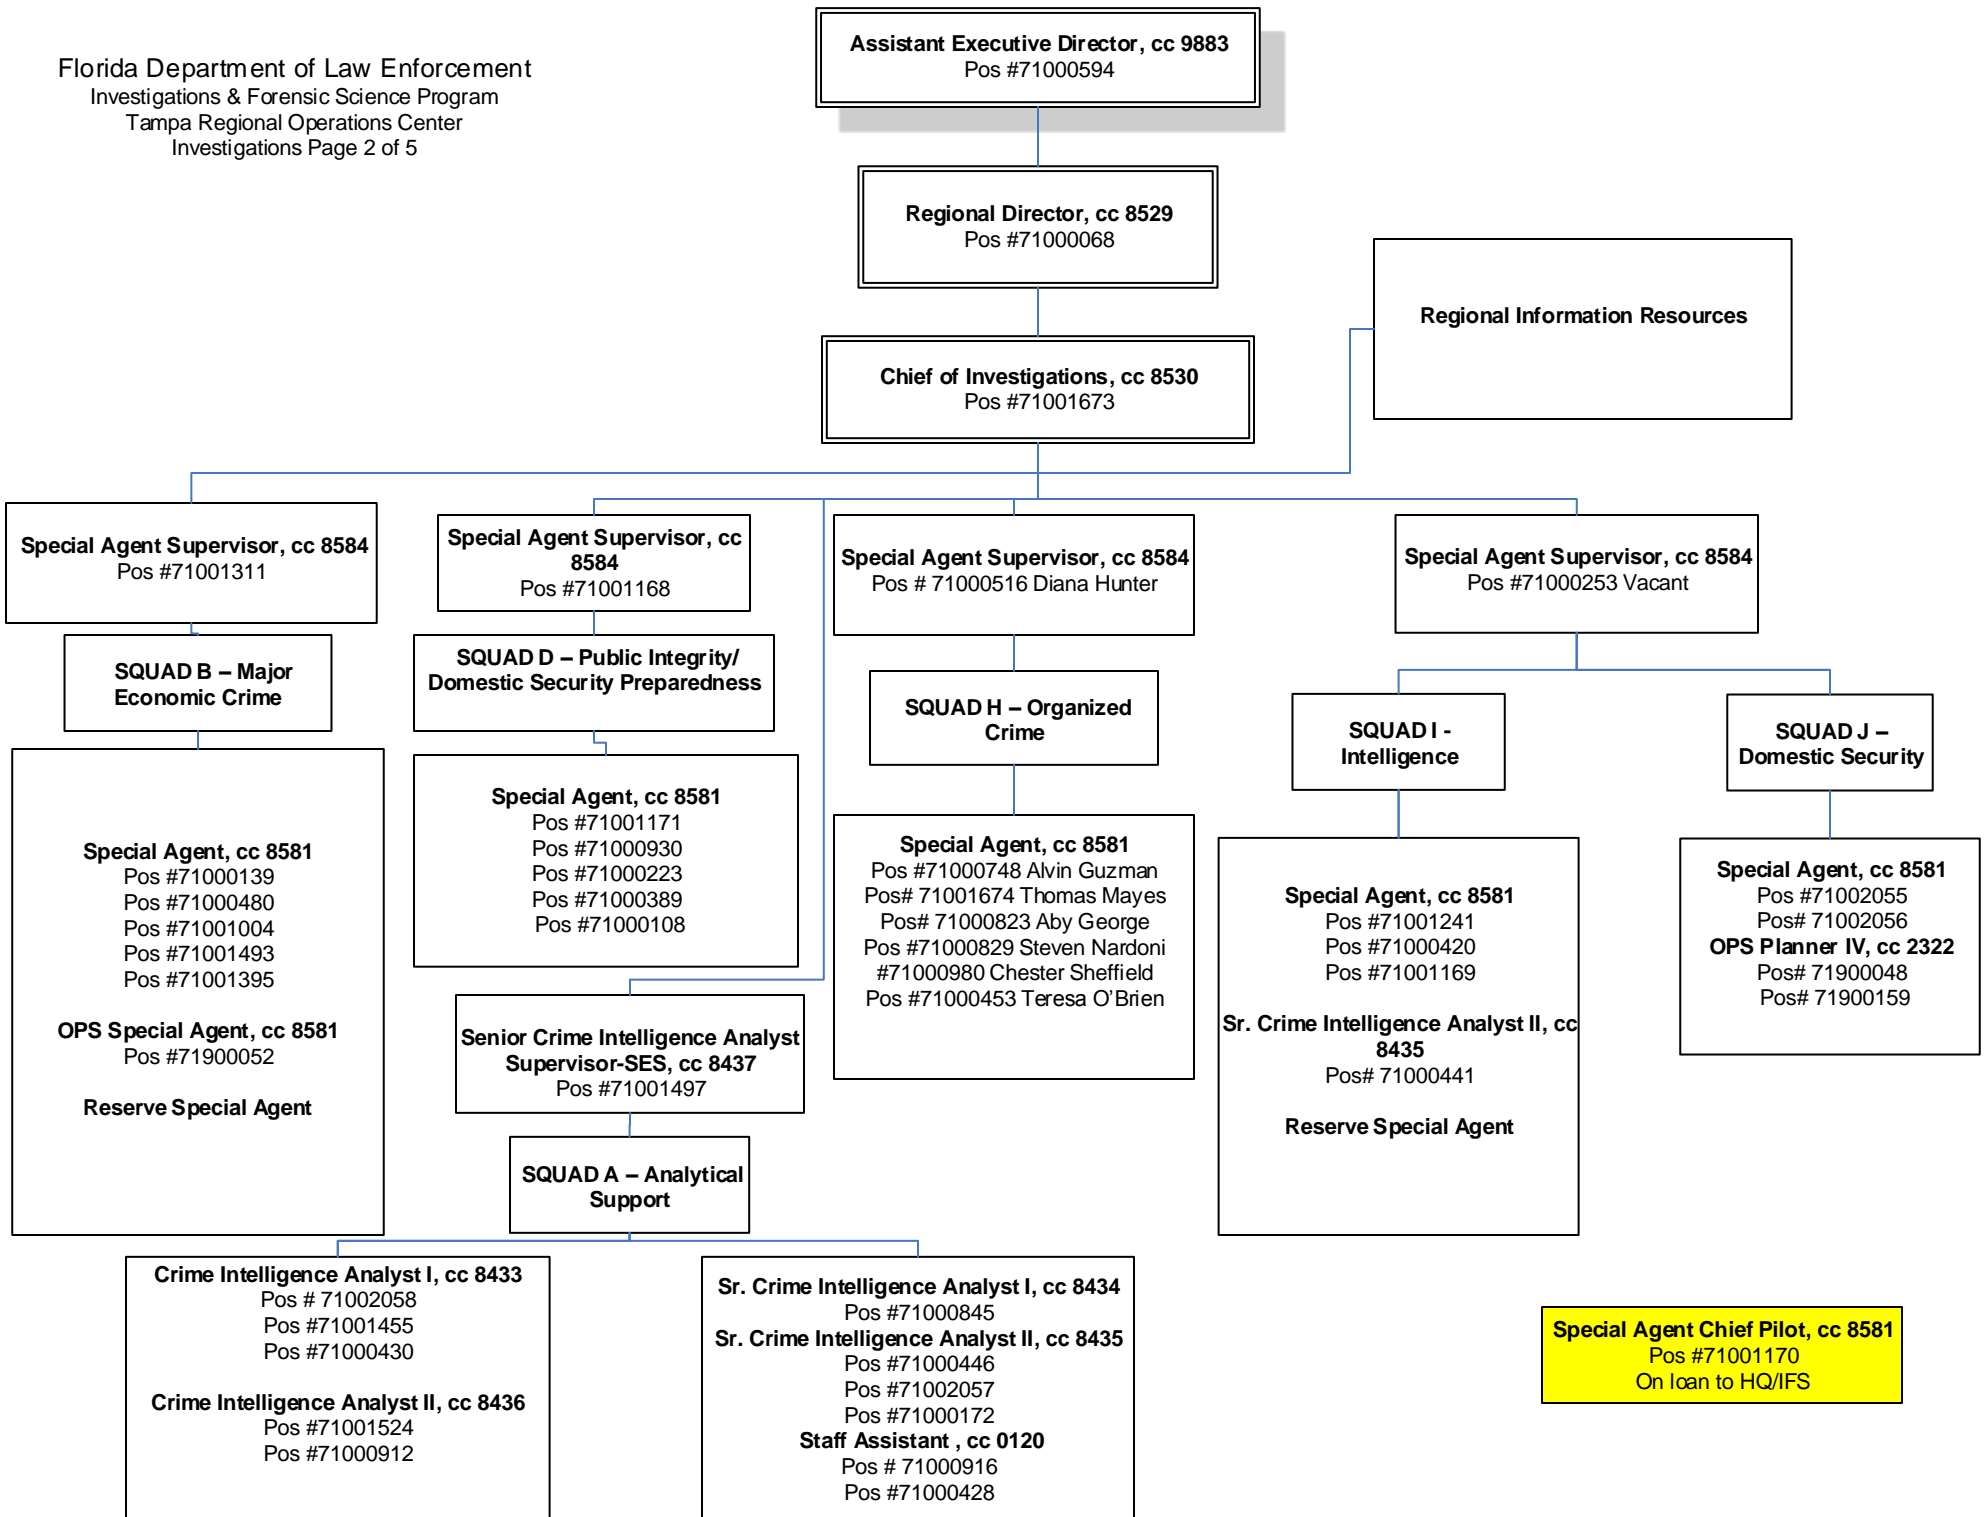 Florida Department of Law Enforcement
Investigations & Forensic Science Program
Tampa Regional Operations Center
Investigations Page 2 of 5
Assistant Executive Director, cc 9883
Pos #71000594
Regional Director, cc 8529
Pos #71000068
Regional Information Resources
Chief of Investigations, cc 8530
Pos #71001673
Special Agent Supervisor, cc 8584
Pos #71001311
SQUAD B – Major
Economic Crime
Special Agent, cc 8581
Pos #71000139
Pos #71000480
Pos #71001004
Pos #71001493
Pos #71001395
OPS Special Agent, cc 8581
Pos #71900052
Reserve Special Agent
Special Agent Supervisor, cc
8584
Pos #71001168
SQUAD D – Public Integrity/
Domestic Security Preparedness
Special Agent, cc 8581
Pos #71001171
Pos #71000930
Pos #71000223
Pos #71000389
Pos #71000108
Senior Crime Intelligence Analyst
Supervisor-SES, cc 8437
Pos #71001497
SQUAD A – Analytical
Support
Crime Intelligence Analyst I, cc 8433
Pos # 71002058
Pos #71001455
Pos #71000430
Crime Intelligence Analyst II, cc 8436
Pos #71001524
Pos #71000912
Sr. Crime Intelligence Analyst I, cc 8434
Pos #71000845
Sr. Crime Intelligence Analyst II, cc 8435
Pos #71000446
Pos #71002057
Pos #71000172
Staff Assistant , cc 0120
Pos # 71000916
Pos #71000428
Special Agent Supervisor, cc 8584
Pos # 71000516 Diana Hunter
SQUAD H – Organized
Crime
Special Agent, cc 8581
Pos #71000748 Alvin Guzman
Pos# 71001674 Thomas Mayes
Pos# 71000823 Aby George
Pos #71000829 Steven Nardoni
#71000980 Chester Sheffield
Pos #71000453 Teresa O’Brien
Special Agent Supervisor, cc 8584
Pos #71000253 Vacant
SQUAD I -
Intelligence
Special Agent, cc 8581
Pos #71001241
Pos #71000420
Pos #71001169
Sr. Crime Intelligence Analyst II, cc
8435
Pos# 71000441
Reserve Special Agent
SQUAD J –
Domestic Security
Special Agent, cc 8581
Pos #71002055
Pos# 71002056
OPS Planner IV, cc 2322
Pos# 71900048
Pos# 71900159
Special Agent Chief Pilot, cc 8581
Pos #71001170
On loan to HQ/IFS